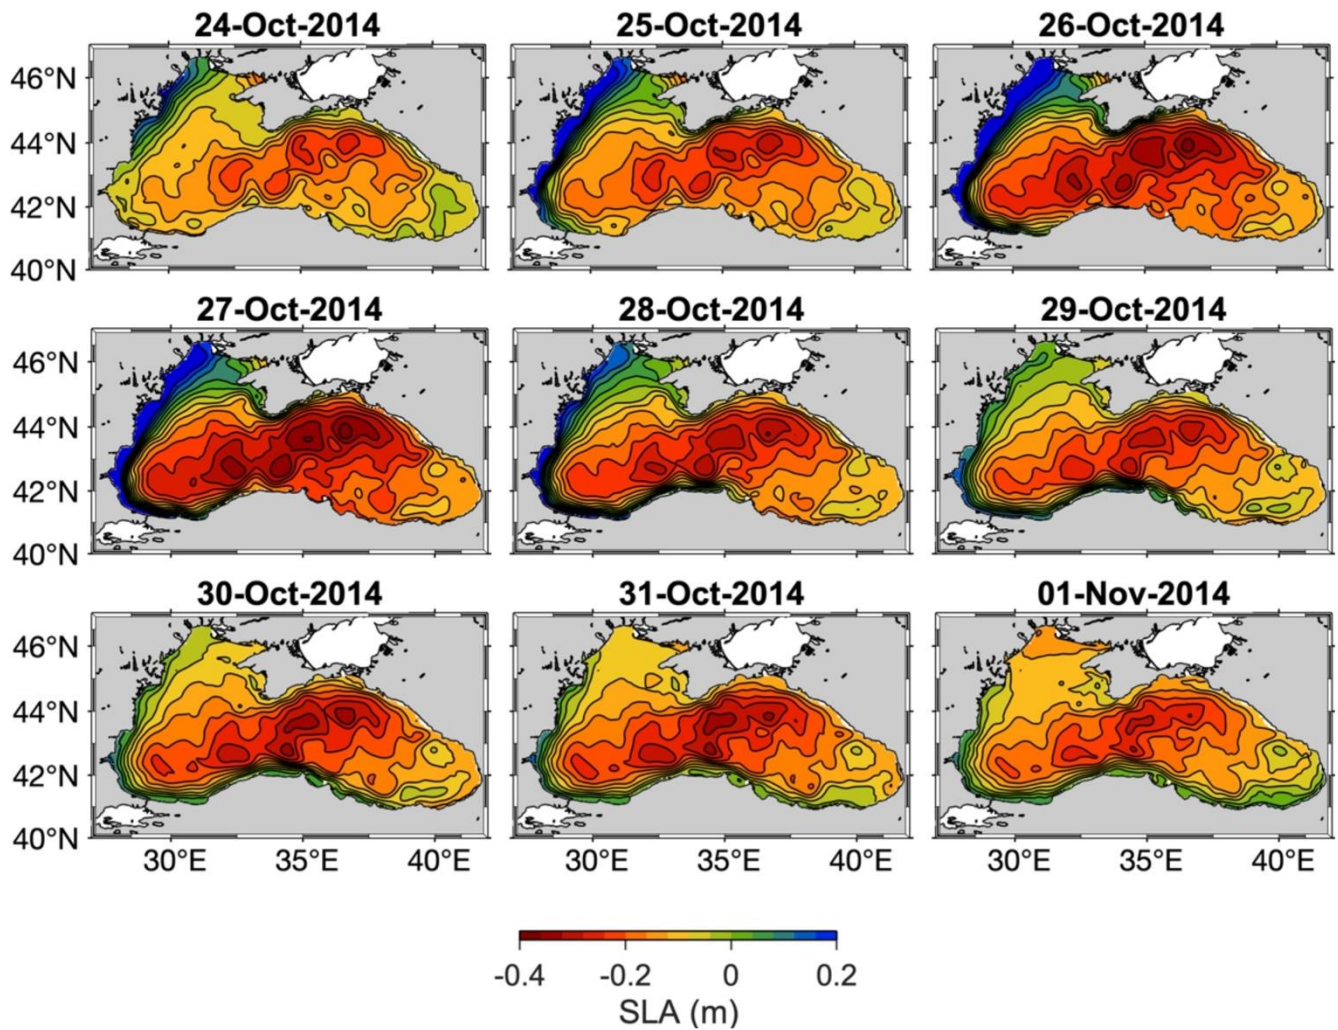 24-Oct-2014 25-Oct-2014 26-Oct-2014
46°N
44°N
42°N
40°N
27-Oct-2014 28-Oct-2014 29-Oct-2014
46°N
44°N
42°N
40°N
30-Oct-2014 31-Oct-2014 01-Nov-2014
46°N
44°N
42°N
40°N
30°E 35°E 40°E 30°E 35°E 40°E 30°E 35°E 40°E
-0.4 -0.2 0 0.2
SLA (m)